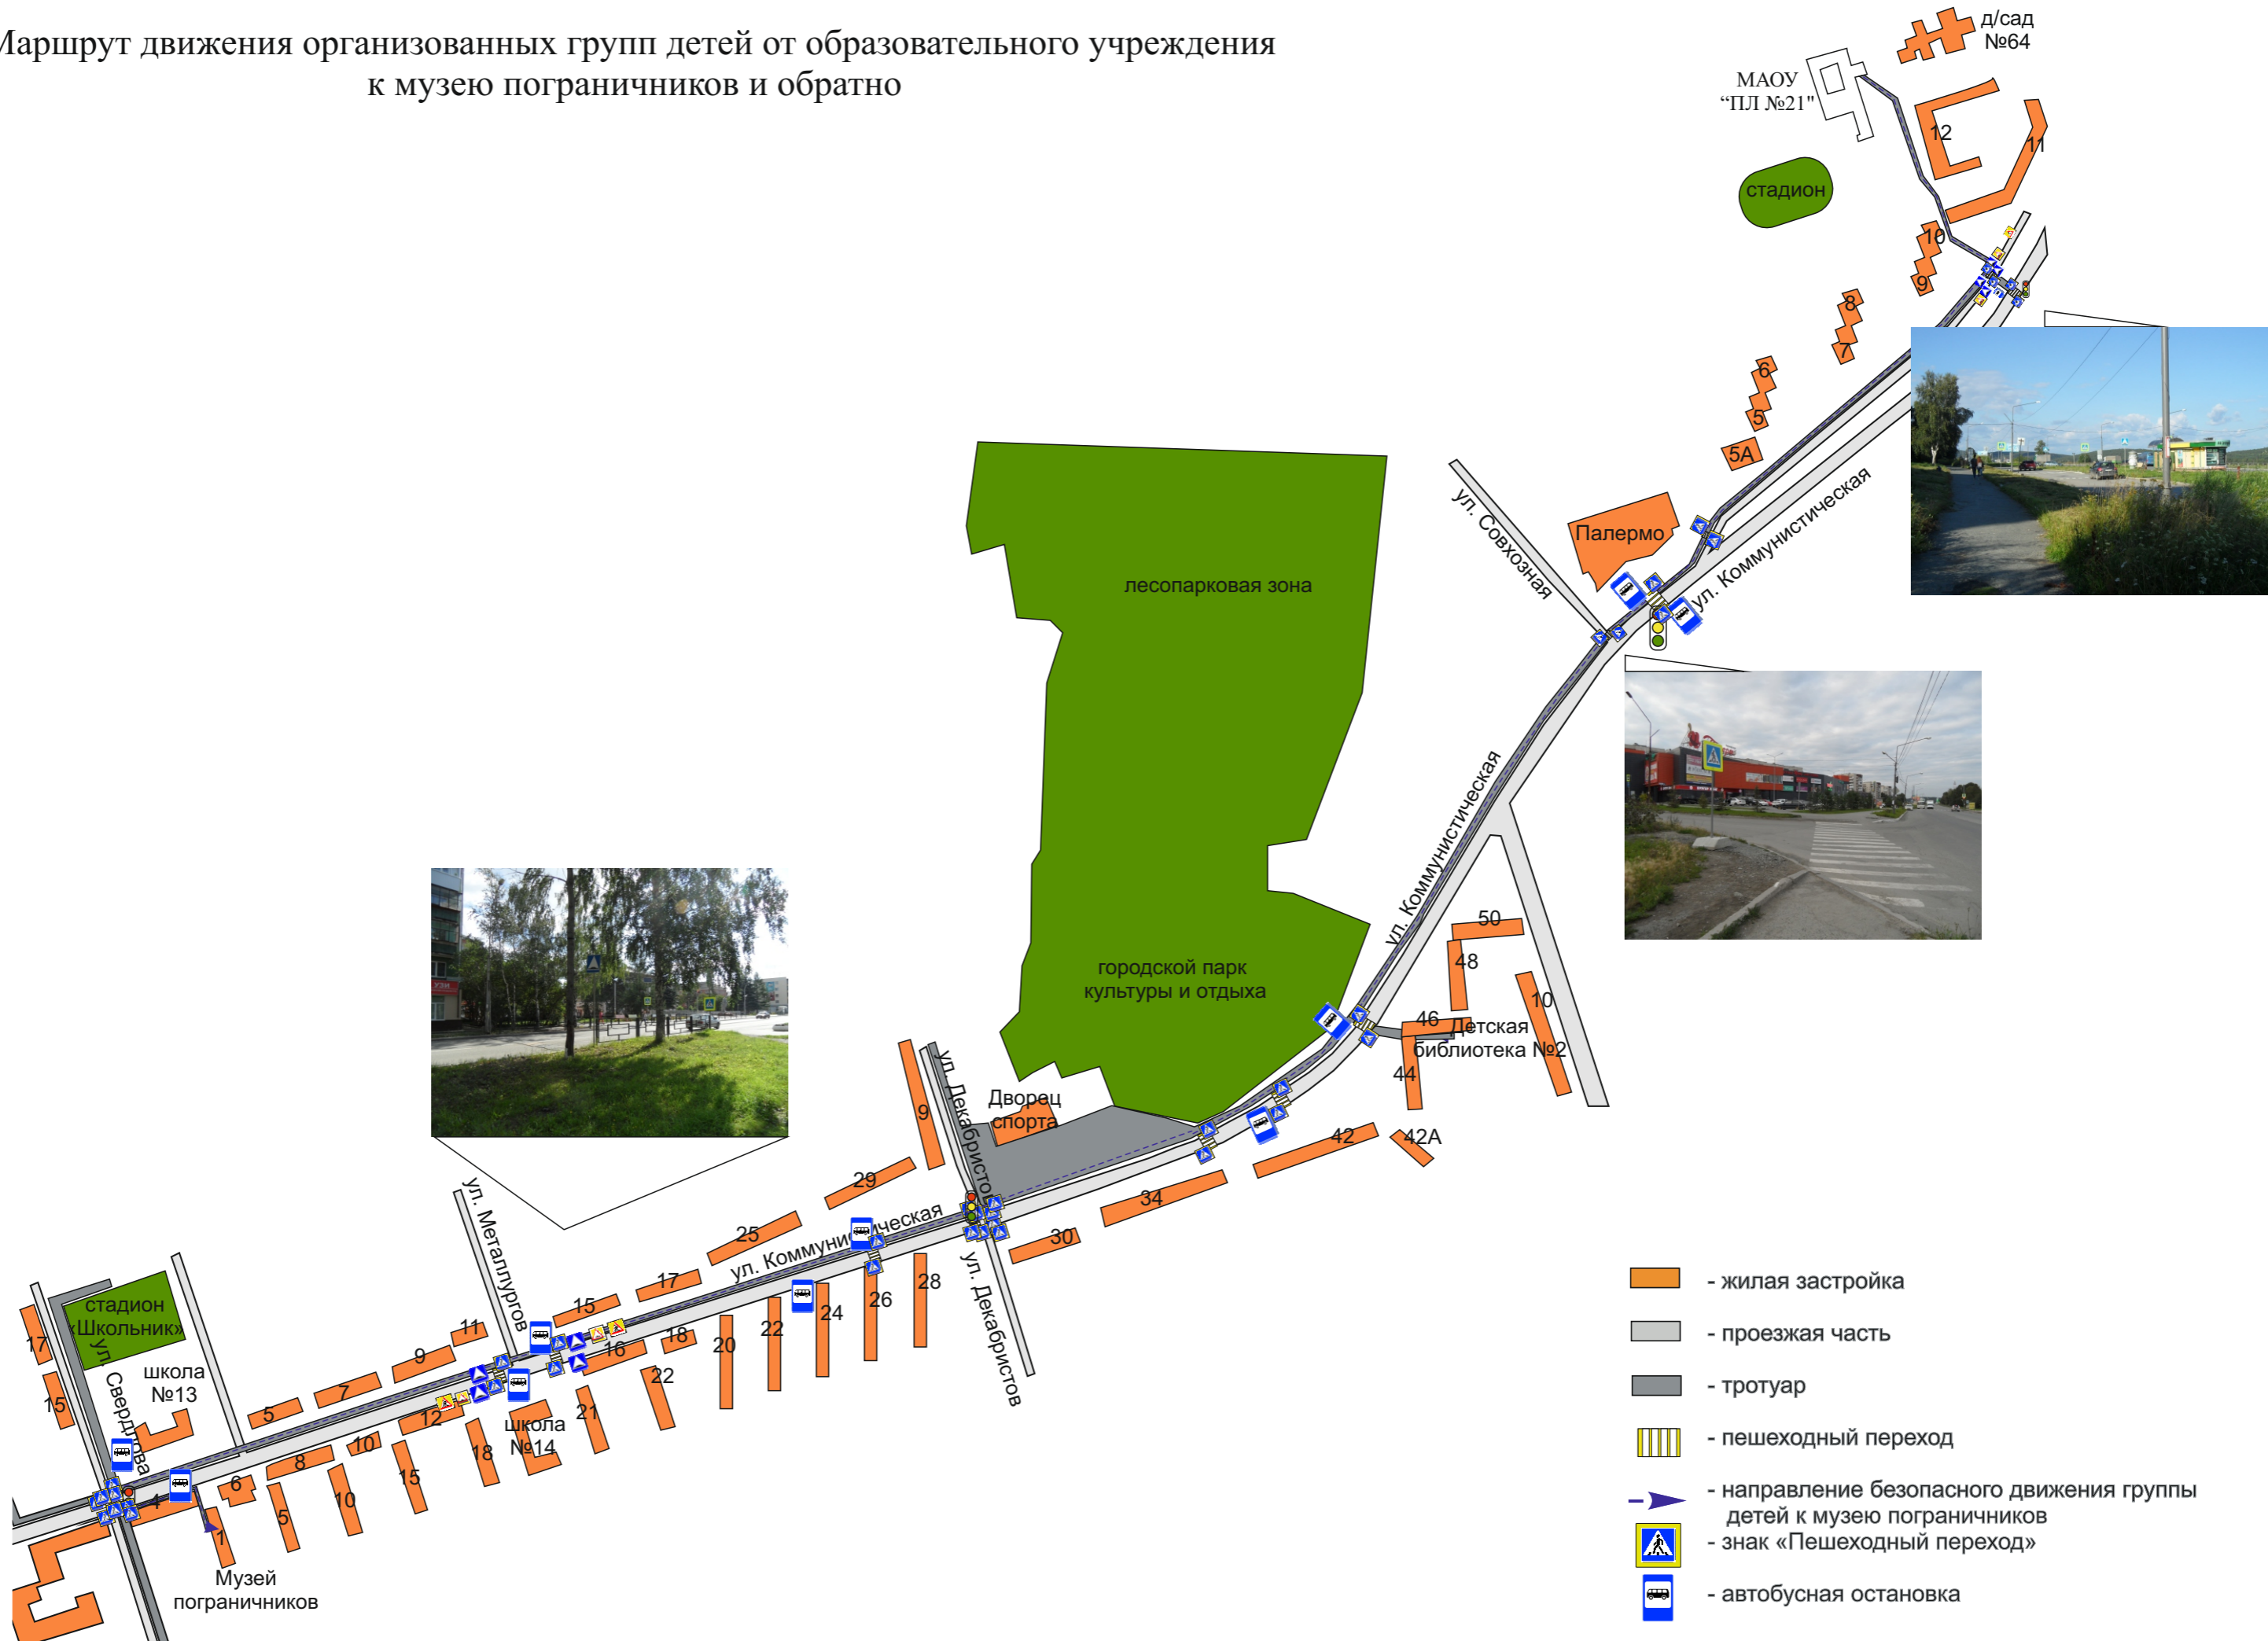 Маршрут движения организованных групп детей от образовательного учреждения
к музею пограничников и обратно
д/сад
№64
МАОУ
“ПЛ №21"
12
11
стадион
10
9
8
7
6
5
5А
Палермо
ул. Совхозная
ул. Коммунистическая
лесопарковая зона
ул. Коммунистическая
городской парк
культуры и отдыха
50
48
10
46
Детская
библиотека №2
44
42
42А
34
30
Дворец
спорта
ул. Декабристов
9
29
25
ул. Коммунистическая
ул. Декабристов
28
26
24
22
20
18
16
22
21
17
15
ул. Металлургов
11
9
7
5
школа
№14
18
12
15
10
10
8
5
6
4
1
Музей
пограничников
стадион
«Школьник»
17
15
ул. Свердлова
школа
№13
УЗИ
- жилая застройка
- проезжая часть
- тротуар
- пешеходный переход
- направление безопасного движения группы
детей к музею пограничников
- знак «Пешеходный переход»
- автобусная остановка